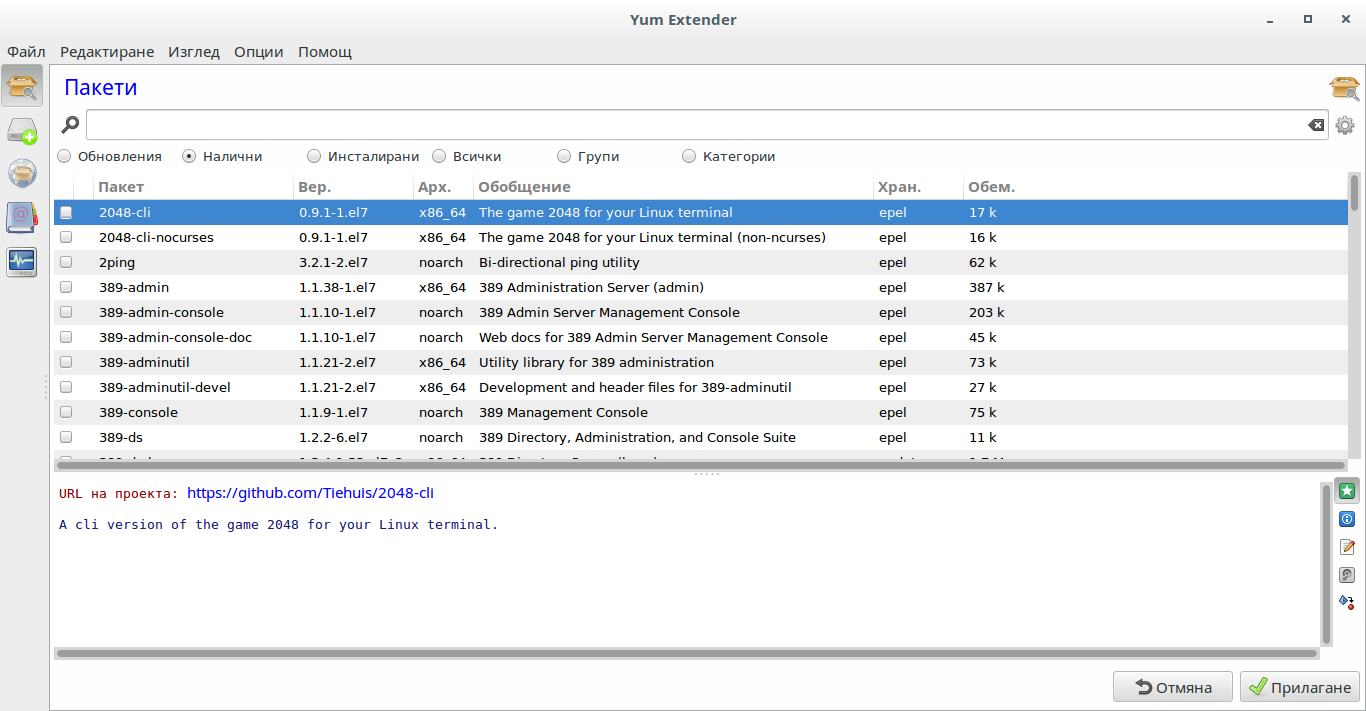 Yum Extender
Файл Редактиране Изглед Опции Помощ
Пакети
Обновления Налични Инсталирани Всички Групи Категории
Пакет Вер. Арх. Обобщение Хран. Обем.
2048-cli 0.9.1-1.el7 x86_64 The game 2048 for your Linux terminal epel 17 k
2048-cli-nocurses 0.9.1-1.el7 x86_64 The game 2048 for your Linux terminal (non-ncurses) epel 16 k
2ping 3.2.1-2.el7 noarch Bi-directional ping utility epel 62 k
389-admin 1.1.38-1.el7 x86_64 389 Administration Server (admin) epel 387 k
389-admin-console 1.1.10-1.el7 noarch 389 Admin Server Management Console epel 203 k
389-admin-console-doc 1.1.10-1.el7 noarch Web docs for 389 Admin Server Management Console epel 45 k
389-adminutil 1.1.21-2.el7 x86_64 Utility library for 389 administration epel 73 k
389-adminutil-devel 1.1.21-2.el7 x86_64 Development and header files for 389-adminutil epel 27 k
389-console 1.1.9-1.el7 noarch 389 Management Console epel 75 k
389-ds 1.2.2-6.el7 noarch 389 Directory, Administration, and Console Suite epel 11 k
URL на проекта: https://github.com/Tiehuis/2048-cli
A cli version of the game 2048 for your Linux terminal.
Отмяна Прилагане